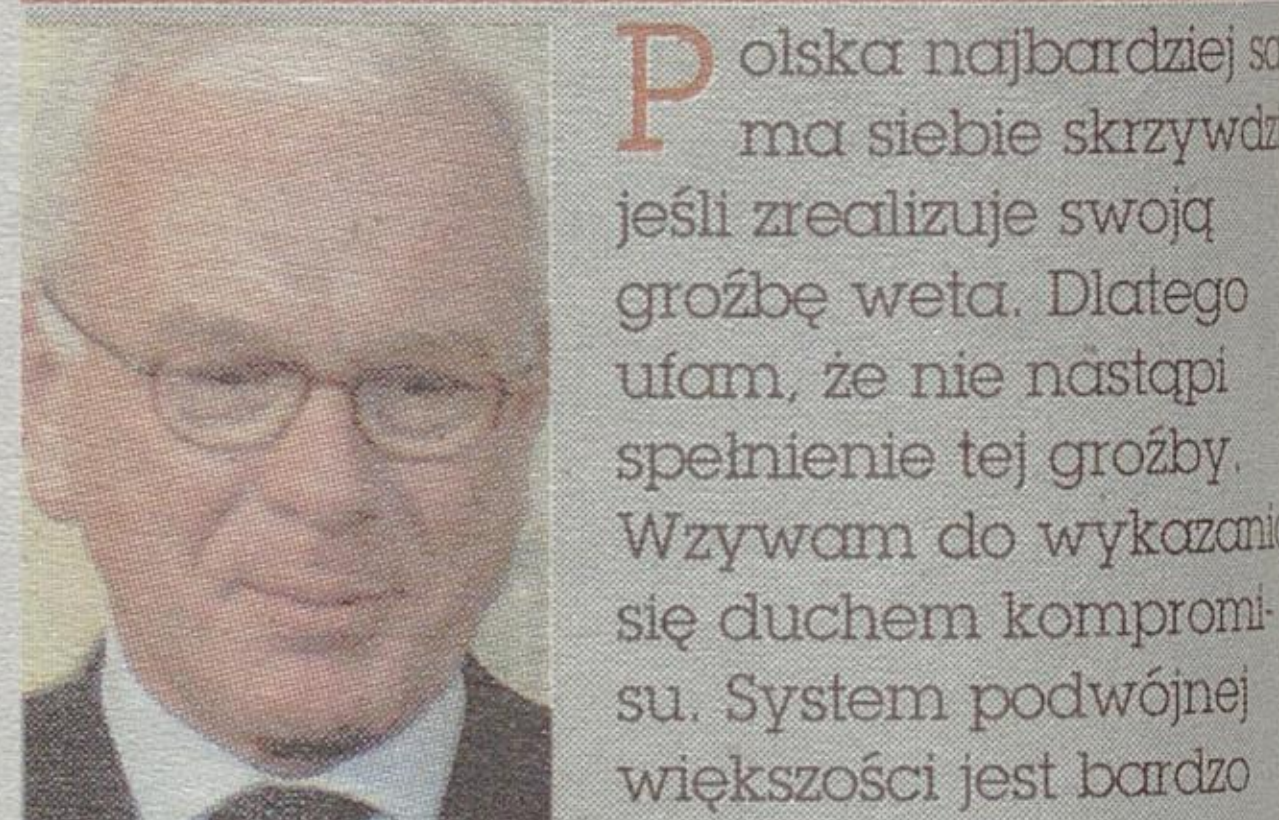 Polska najbardziej sa
ma siebie skrzywdz
jeśli zrealizuje swoją
groźbę weta. Dlatego
ufam, że nie nastąpi
spełnienie tej groźby.
Wzywam do wykazani
się duchem kompromi-
su. System podwójnej
większości jest bardzo